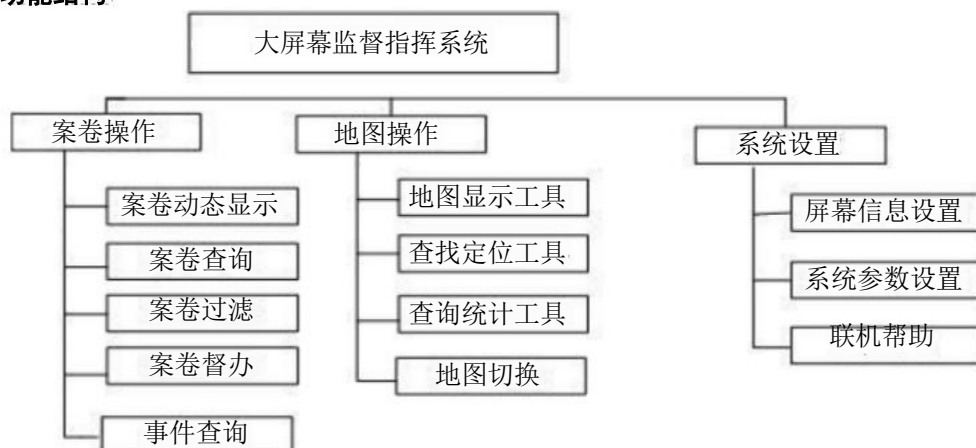 功能结构
大屏幕监督指挥系统
案卷操作
地图操作
系统设置
案卷动态显示
案卷查询
案卷过滤
案卷督办
事件查询
地图显示工具
查找定位工具
查询统计工具
地图切换
屏幕信息设置
系统参数设置
联机帮助